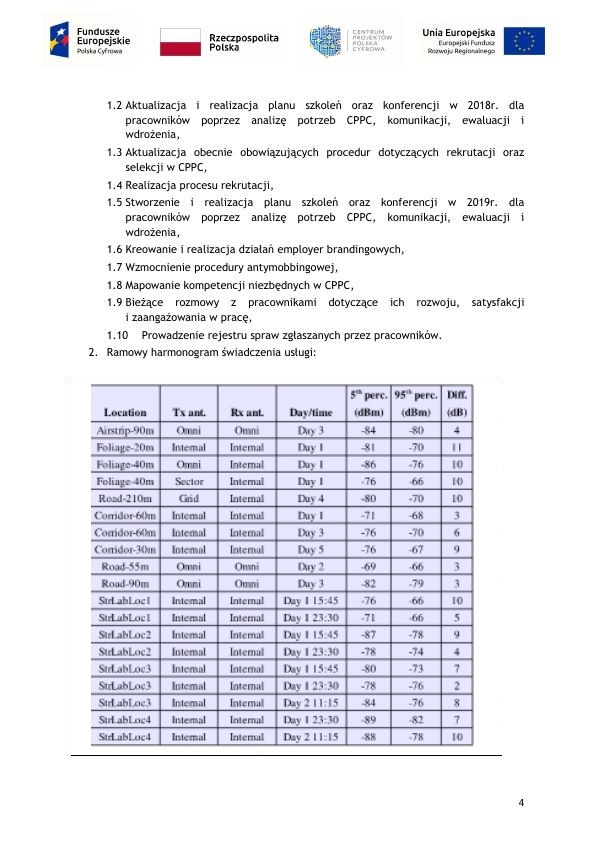 Fundusze
Europejskie
Polska Cyfrowa
Rzeczpospolita
Polska
CENTRUM
PROJEKTÓW
POLSKA
CYFROWA
Unia Europejska
Europejski Fundusz
Rozwoju Regionalnego
1.2 Aktualizacja i realizacja planu szkoleń oraz konferencji w 2018r. dla
pracowników poprzez analizę potrzeb CPPC, komunikacji, ewaluacji i
wdrożenia,
1.3 Aktualizacja obecnie obowiązujących procedur dotyczących rekrutacji oraz
selekcji w CPPC,
1.4 Realizacja procesu rekrutacji,
1.5 Stworzenie i realizacja planu szkoleń oraz konferencji w 2019r. dla
pracowników poprzez analizę potrzeb CPPC, komunikacji, ewaluacji i
wdrożenia,
1.6 Kreowanie i realizacja działań employer brandingowych,
1.7 Wzmocnienie procedury antymobbingowej,
1.8 Mapowanie kompetencji niezbędnych w CPPC,
1.9 Bieżące rozmowy z pracownikami dotyczące ich rozwoju, satysfakcji
i zaangażowania w pracę,
1.10 Prowadzenie rejestru spraw zgłaszanych przez pracowników.
2. Ramowy harmonogram świadczenia usługi:
Location Tx ant. Rx ant. Day/time 5th perc. (dBm) 95th perc. (dBm) Diff. (dB)
Airstrip-90m Omni Omni Day 3 -84 -80 4
Foliage-20m Internal Internal Day 1 -81 -70 11
Foliage-40m Omni Internal Day 1 -86 -76 10
Foliage-40m Sector Internal Day 1 -76 -66 10
Road-210m Grid Internal Day 4 -80 -70 10
Corridor-60m Internal Internal Day 1 -71 -68 3
Corridor-60m Internal Internal Day 3 -76 -70 6
Corridor-30m Internal Internal Day 5 -76 -67 9
Road-55m Omni Omni Day 2 -69 -66 3
Road-90m Omni Omni Day 3 -82 -79 3
StrLabLoc1 Internal Internal Day 1 15:45 -76 -66 10
StrLabLoc1 Internal Internal Day 1 23:30 -71 -66 5
StrLabLoc2 Internal Internal Day 1 15:45 -87 -78 9
StrLabLoc2 Internal Internal Day 1 23:30 -78 -74 4
StrLabLoc3 Internal Internal Day 1 15:45 -80 -73 7
StrLabLoc3 Internal Internal Day 1 23:30 -78 -76 2
StrLabLoc3 Internal Internal Day 2 11:15 -84 -76 8
StrLabLoc4 Internal Internal Day 1 23:30 -89 -82 7
StrLabLoc4 Internal Internal Day 2 11:15 -88 -78 10
4